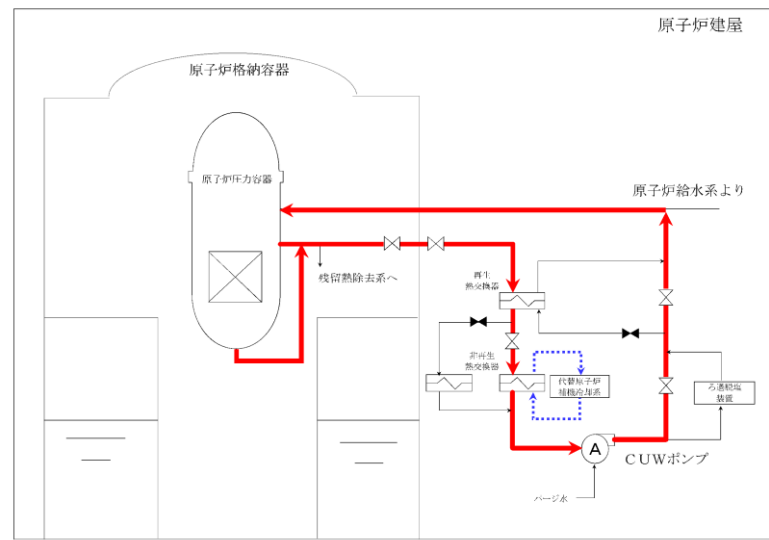 原子炉建屋
原子炉格納容器
原子炉圧力容器
原子炉給水系より
残留熱除去系へ
再生
熱交換器
非再生
熱交換器
代替原子炉
補機冷却系
ろ過脱塩
装置
A
CUWポンプ
パージ水